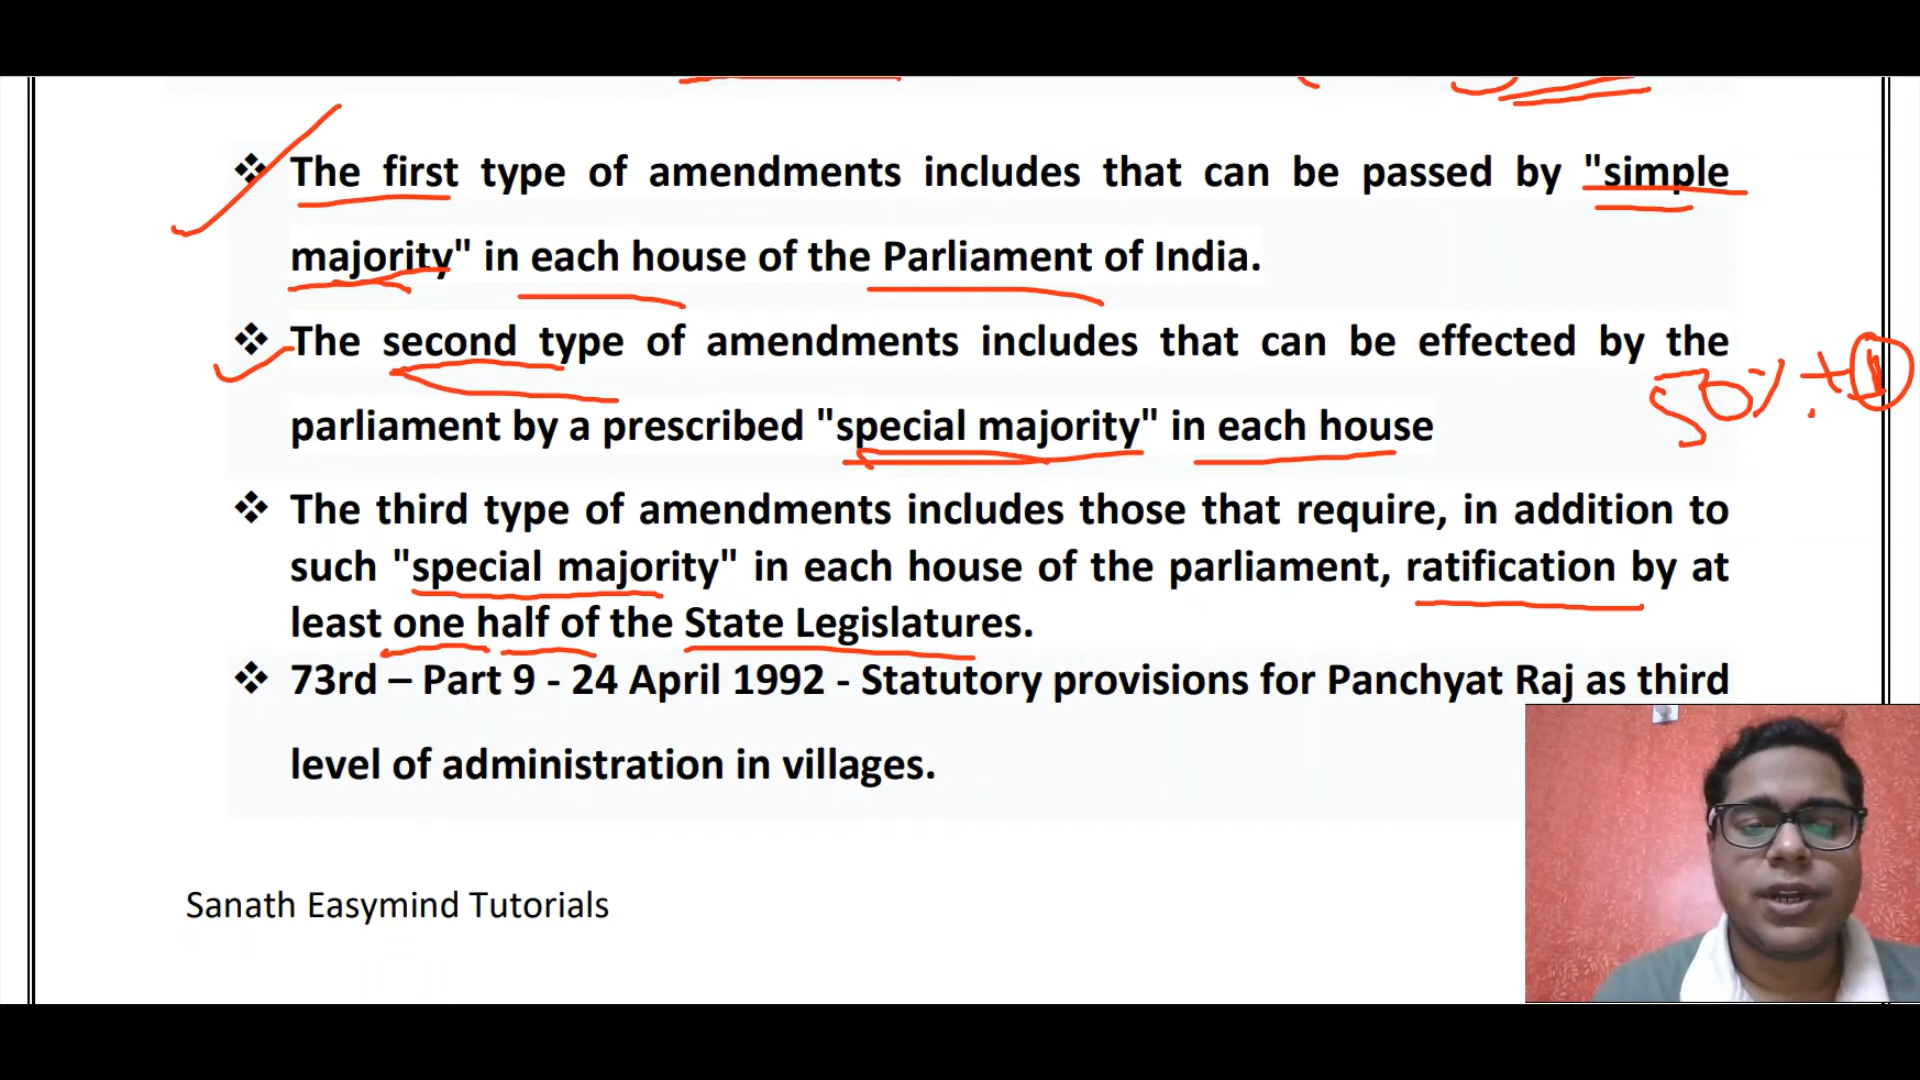 ❖ The first type of amendments includes that can be passed by "simple
majority" in each house of the Parliament of India.
❖ The second type of amendments includes that can be effected by the
50% + 1
parliament by a prescribed "special majority" in each house
❖ The third type of amendments includes those that require, in addition to
such "special majority" in each house of the parliament, ratification by at
least one half of the State Legislatures.
❖ 73rd – Part 9 - 24 April 1992 - Statutory provisions for Panchyat Raj as third
level of administration in villages.
Sanath Easymind Tutorials